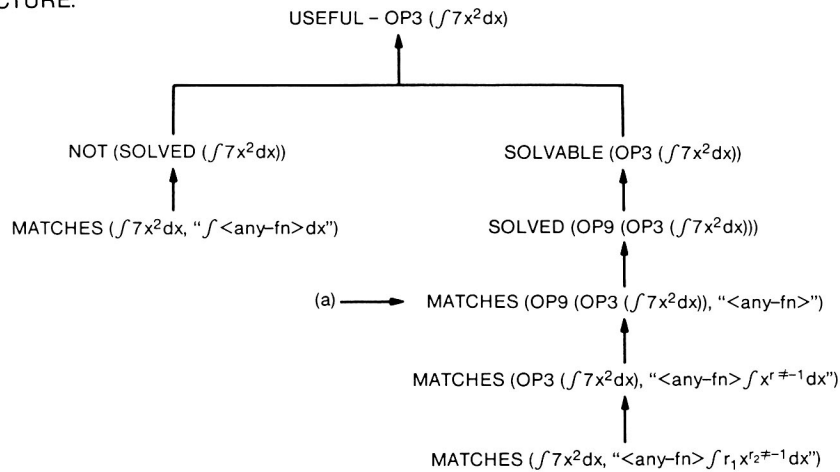 CTURE:
USEFUL – OP3 (∫7x²dx)
NOT (SOLVED (∫7x²dx))
SOLVABLE (OP3 (∫7x²dx))
MATCHES (∫7x²dx, “∫<any–fn>dx”)
SOLVED (OP9 (OP3 (∫7x²dx)))
(a)
MATCHES (OP9 (OP3 (∫7x²dx)), “<any–fn>”)
MATCHES (OP3 (∫7x²dx), “<any–fn>∫xʳ ≠ ⁻¹dx”)
MATCHES (∫7x²dx, “<any–fn>∫r₁xʳ²≠⁻¹dx”)